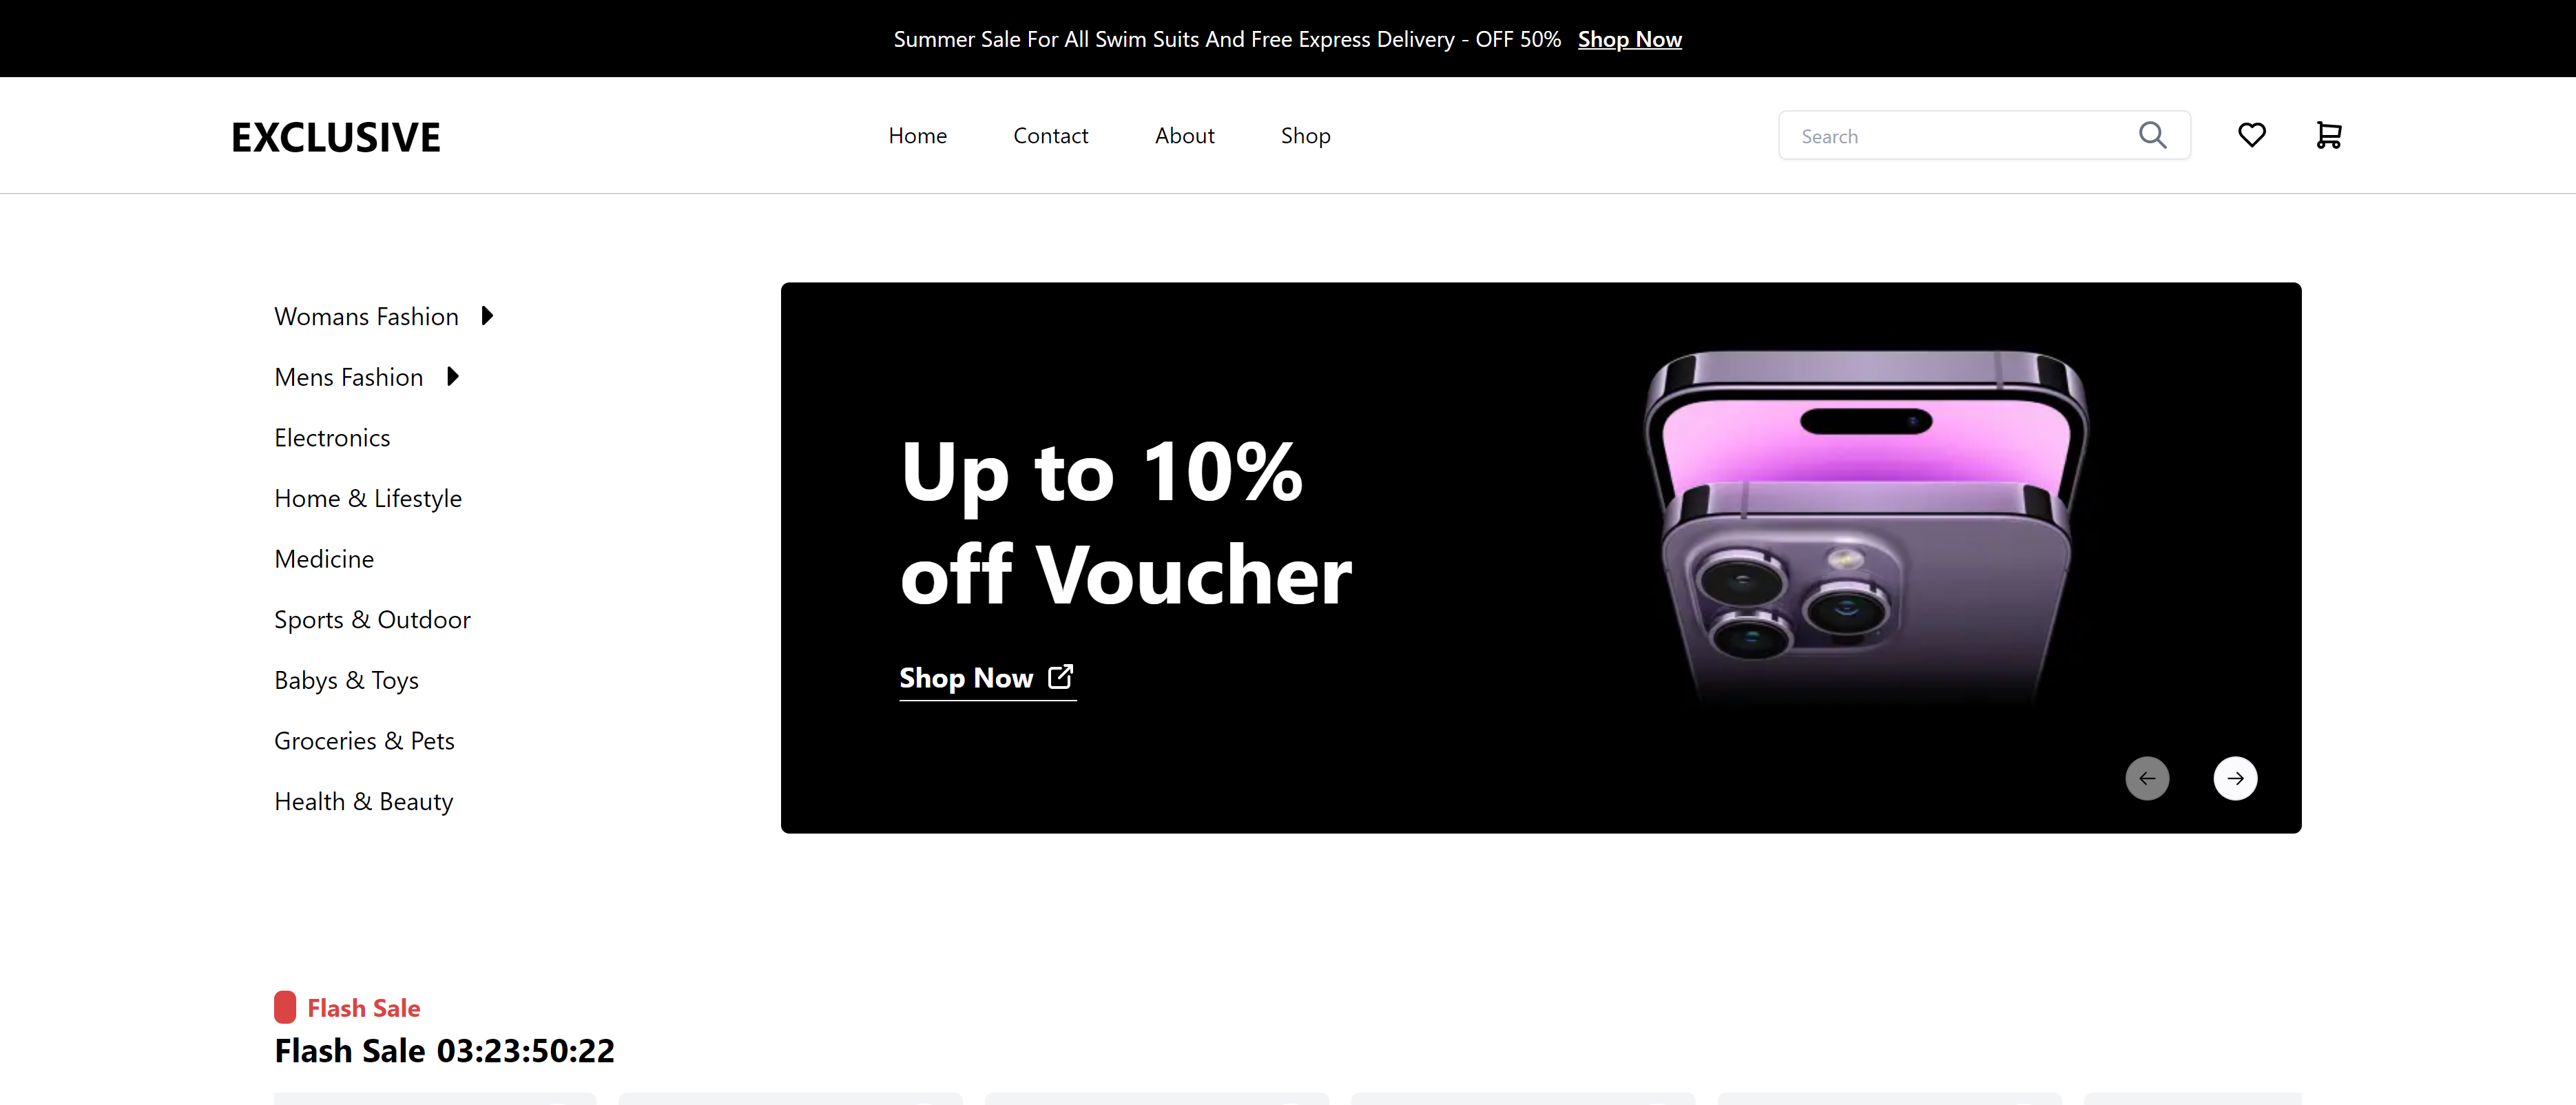 Summer Sale For All Swim Suits And Free Express Delivery - OFF 50% Shop Now
EXCLUSIVE
Home
Contact
About
Shop
Search
Womans Fashion
Mens Fashion
Electronics
Home & Lifestyle
Medicine
Sports & Outdoor
Babys & Toys
Groceries & Pets
Health & Beauty
Up to 10%
off Voucher
Shop Now
Flash Sale
Flash Sale 03:23:50:22